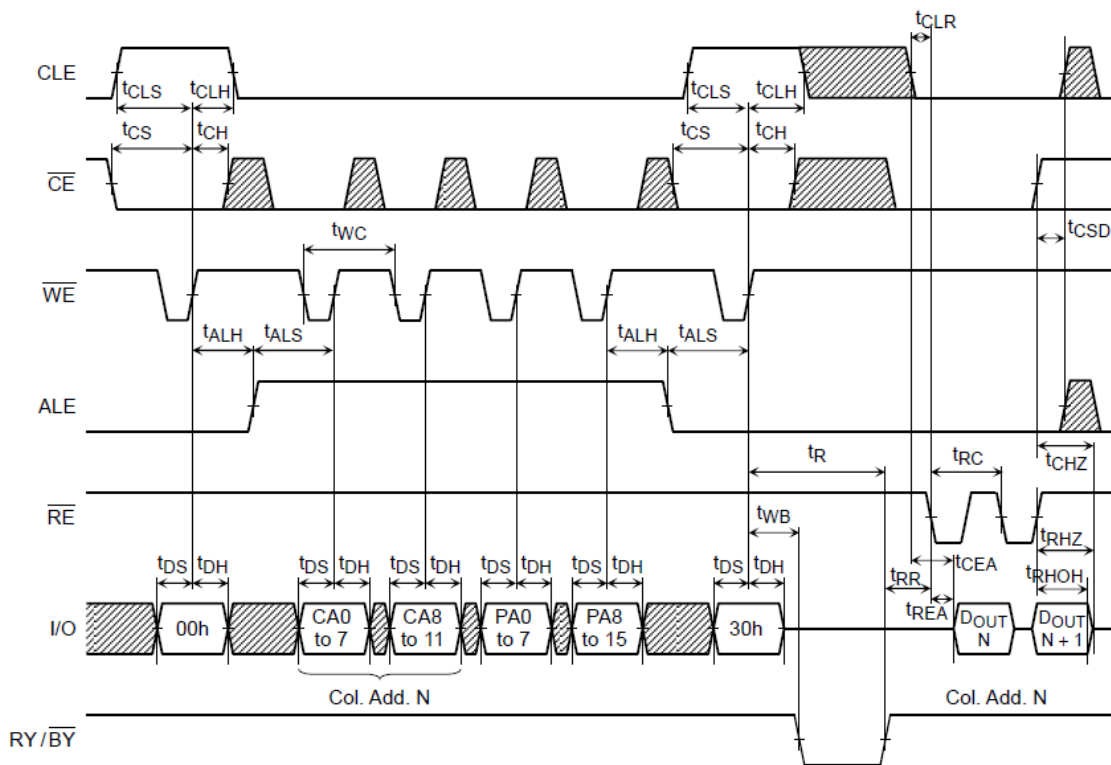 tCLR
CLE
tCLS tCLH tCLS tCLH
tCS tCH tCS tCH
CE
tCSD
tWC
WE
tALH tALS tALH tALS
ALE
tR tRC tCHZ
RE
tWB tRHZ
tDS tDH tDS tDH tDS tDH tDS tDH tDS tDH tDS tDH tCEA
tRR tRHOH
tREA
I/O 00h CA0 to 7 CA8 to 11 PA0 to 7 PA8 to 15 30h DOUT N DOUT N + 1
Col. Add. N Col. Add. N
RY / BY